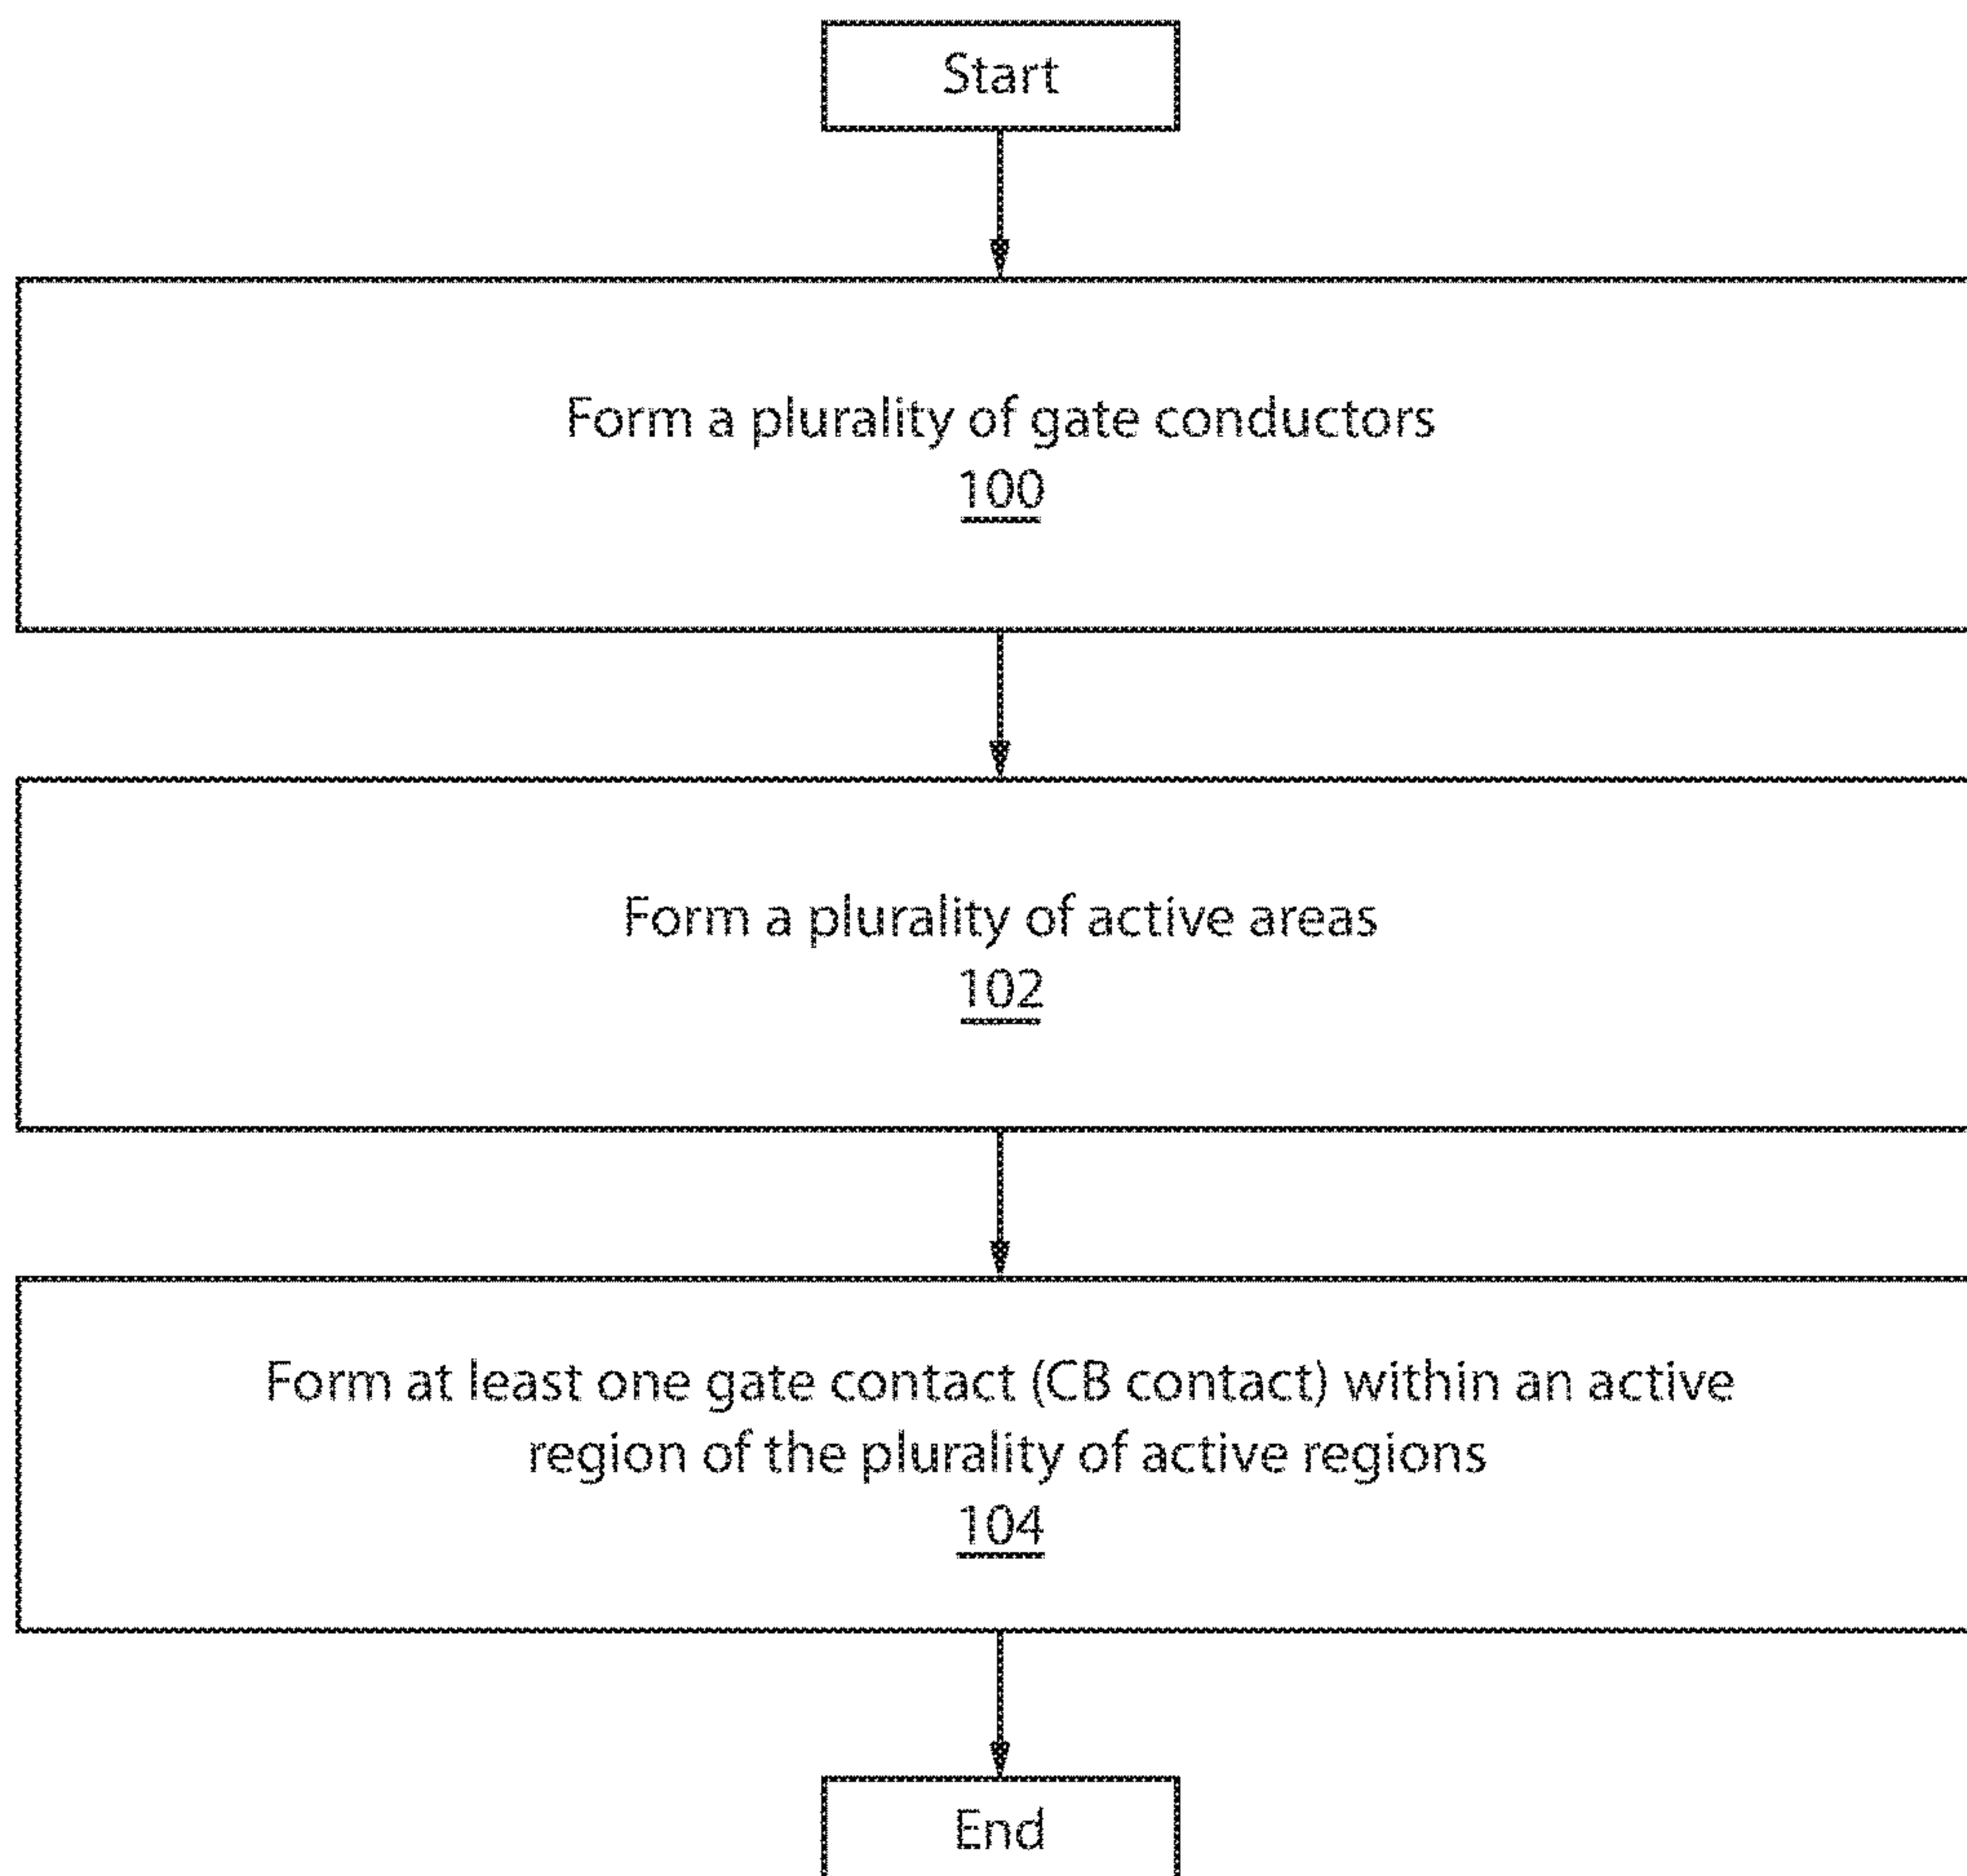 Start
Form a plurality of gate conductors
100
Form a plurality of active areas
102
Form at least one gate contact (CB contact) within an active
region of the plurality of active regions
104
End